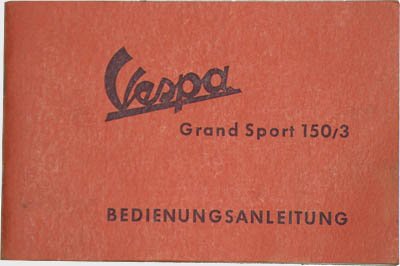 Vespa
Grand Sport 150/3
BEDIENUNGSANLEITUNG